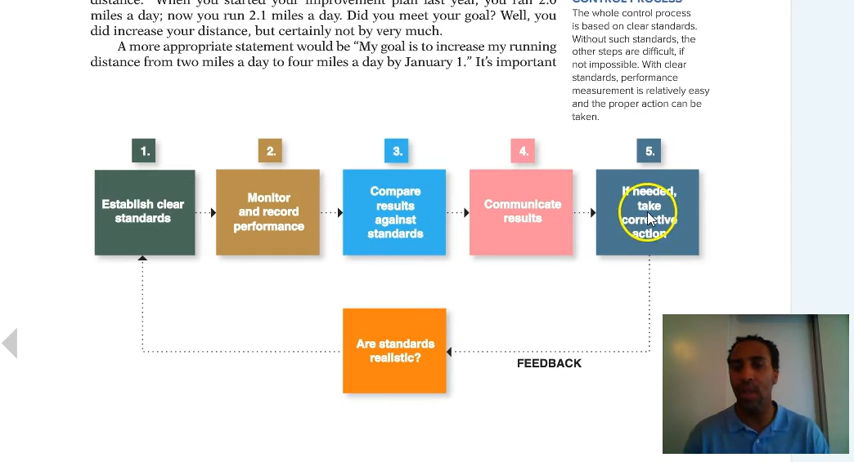 distance." When you started your improvement plan last year, you ran 2.0
miles a day; now you run 2.1 miles a day. Did you meet your goal? Well, you
did increase your distance, but certainly not by very much.
A more appropriate statement would be “My goal is to increase my running
distance from two miles a day to four miles a day by January 1.” It’s important
CONTROL PROCESS
The whole control process
is based on clear standards.
Without such standards, the
other steps are difficult, if
not impossible. With clear
standards, performance
measurement is relatively easy
and the proper action can be
taken.
1.
2.
3.
4.
5.
Establish clear
standards
Monitor
and record
performance
Compare
results
against
standards
Communicate
results
If needed,
take
corrective
action
Are standards
realistic?
FEEDBACK